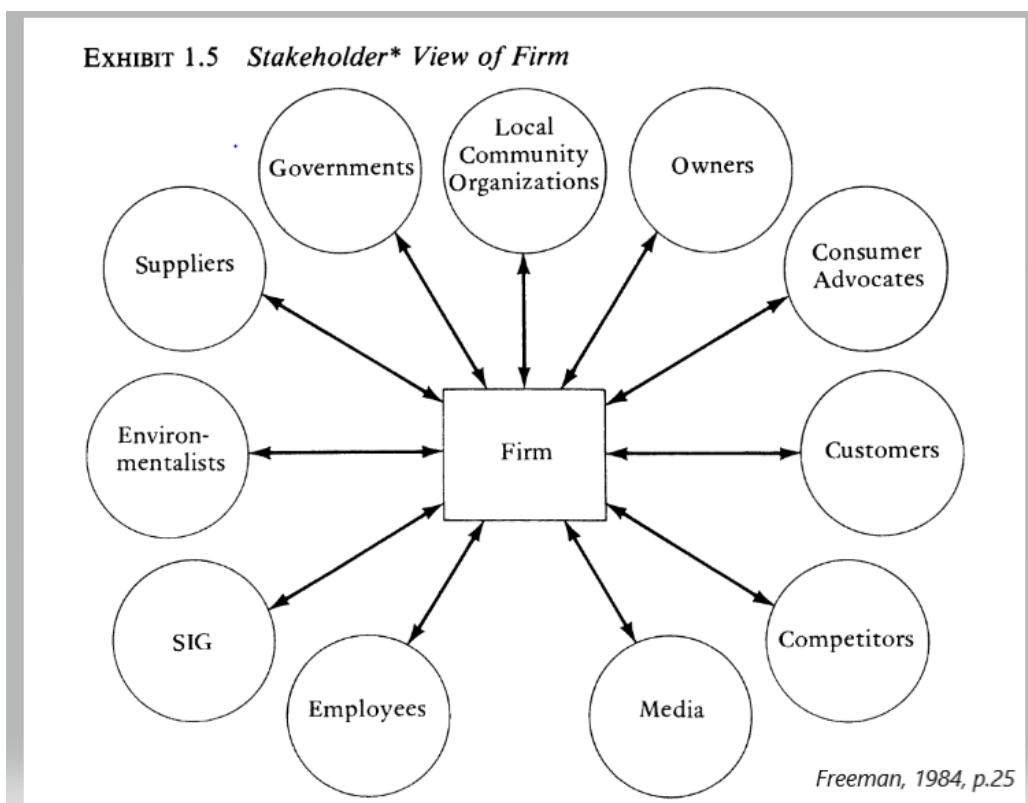 EXHIBIT 1.5 Stakeholder* View of Firm
Governments
Local
Community
Organizations
Owners
Suppliers
Consumer
Advocates
Environ-
mentalists
Firm
Customers
SIG
Competitors
Employees
Media
Freeman, 1984, p.25